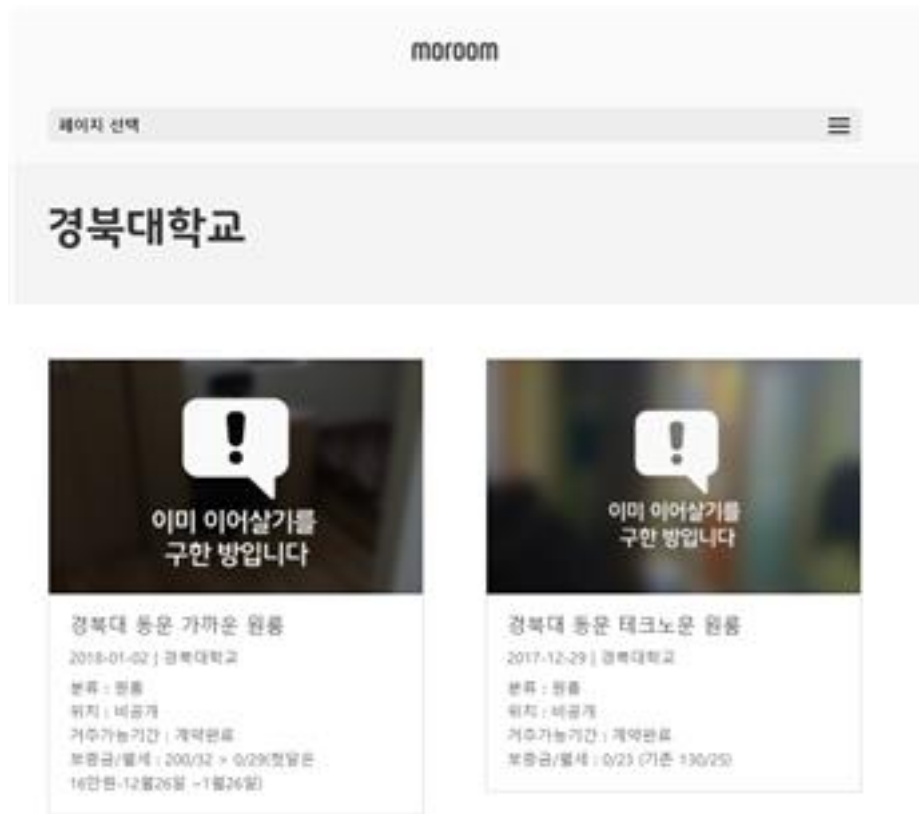 moroom
페이지 선택
경북대학교
이미 이어살기를
구한 방입니다
경북대 동문 가까운 원룸
2018-01-02 | 경북대학교
분류 : 원룸
위치 : 비공개
거주가능기간 : 계약완료
보증금/월세 : 200/32 > 0/29(첫달은
16만원-12월26일 ~1월26일)
이미 이어살기를
구한 방입니다
경북대 동문 테크노문 원룸
2017-12-29 | 경북대학교
분류 : 원룸
위치 : 비공개
거주가능기간 : 계약완료
보증금/월세 : 0/23 (기존 130/25)